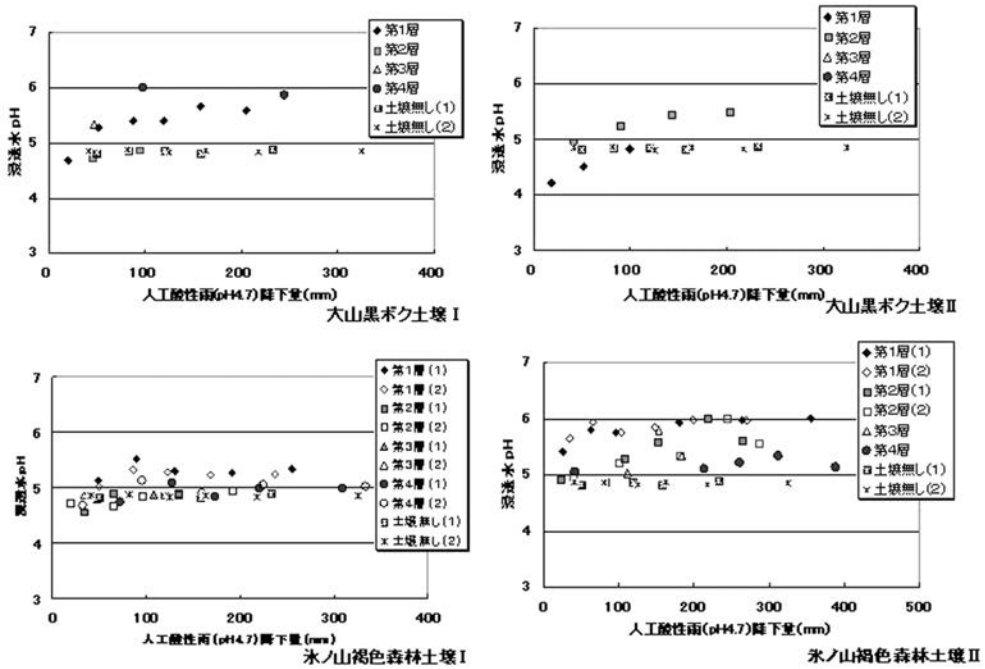 7
6
5
4
3
0
100
200
300
400
浸透水pH
人工酸性雨(pH4.7)降下量(mm)
第1層
第2層
第3層
第4層
土壌無し(1)
土壌無し(2)
大山黒ボク土壌Ⅰ
7
6
5
4
3
0
100
200
300
400
浸透水pH
人工酸性雨(pH4.7)降下量(mm)
第1層
第2層
第3層
第4層
土壌無し(1)
土壌無し(2)
大山黒ボク土壌Ⅱ
7
6
5
4
3
0
100
200
300
400
浸透水pH
人工酸性雨(pH4.7)降下量(mm)
第1層(1)
第1層(2)
第2層(1)
第2層(2)
第3層(1)
第3層(2)
第4層(1)
第4層(2)
土壌無し(1)
土壌無し(2)
氷ノ山褐色森林土壌Ⅰ
7
6
5
4
3
0
100
200
300
400
500
浸透水pH
人工酸性雨(pH4.7)降下量(mm)
第1層(1)
第1層(2)
第2層(1)
第2層(2)
第3層
第4層
土壌無し(1)
土壌無し(2)
氷ノ山褐色森林土壌Ⅱ